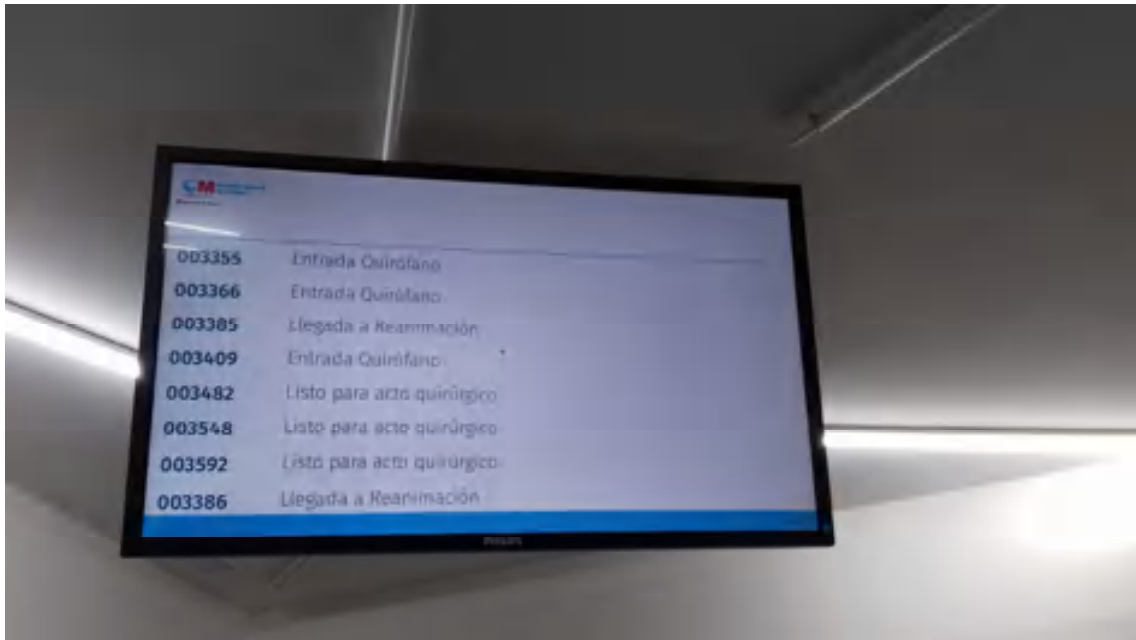 003355 Entrada Quirófano
003366 Entrada Quirófano
003385 Llegada a Reanimación
003409 Entrada Quirófano
003482 Listo para acto quirúrgico
003548 Listo para acto quirúrgico
003592 Listo para acto quirúrgico
003386 Llegada a Reanimación
PHILIPS